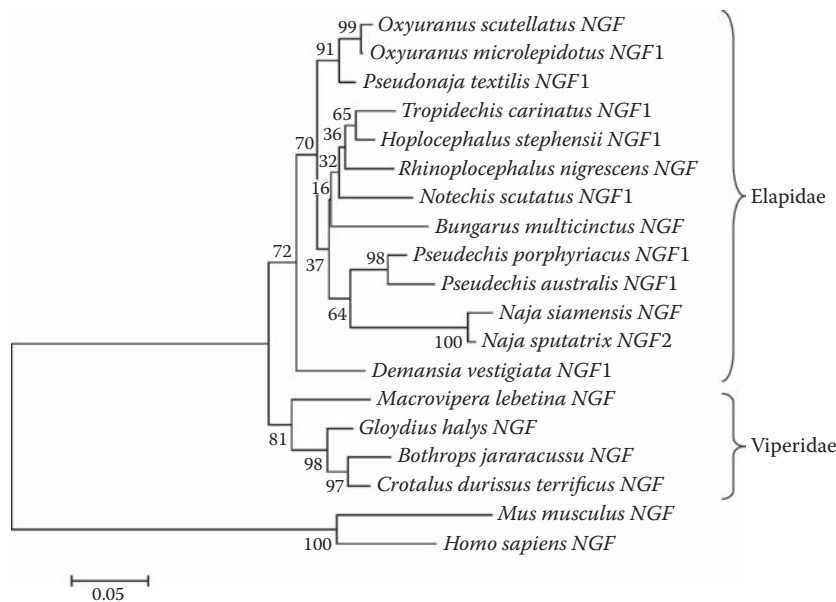 Oxyuranus scutellatus NGF
99
Oxyuranus microlepidotus NGF1
91
Pseudonaja textilis NGF1
Tropidechis carinatus NGF1
65
Hoplocephalus stephensii NGF1
36
70
Rhinoplocephalus nigrescens NGF
32
Notechis scutatus NGF1
16
Bungarus multicinctus NGF
Elapidae
72
Pseudechis porphyriacus NGF1
98
37
Pseudechis australis NGF1
64
Naja siamensis NGF
100
Naja sputatrix NGF2
Demansia vestigiata NGF1
Macrovipera lebetina NGF
81
Gloydius halys NGF
98
Viperidae
Bothrops jararacussu NGF
97
Crotalus durissus terrificus NGF
Mus musculus NGF
100
Homo sapiens NGF
0.05